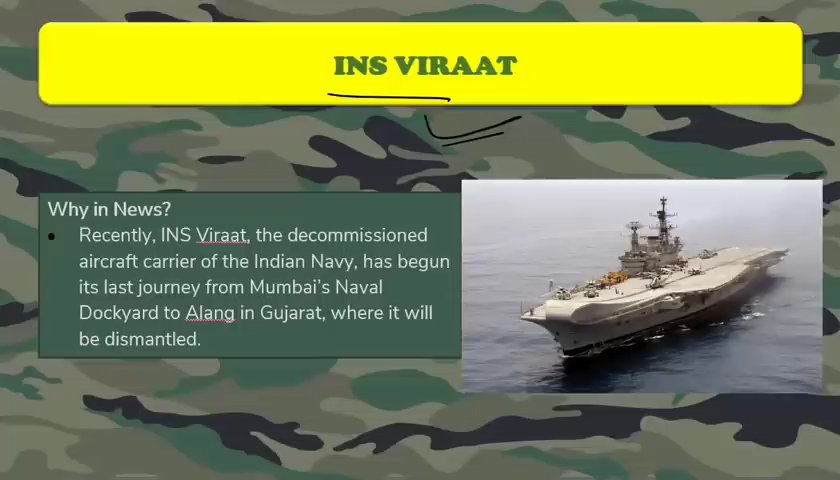 INS VIRAAT
Why in News?
• Recently, INS Viraat, the decommissioned
aircraft carrier of the Indian Navy, has begun
its last journey from Mumbai's Naval
Dockyard to Alang in Gujarat, where it will
be dismantled.